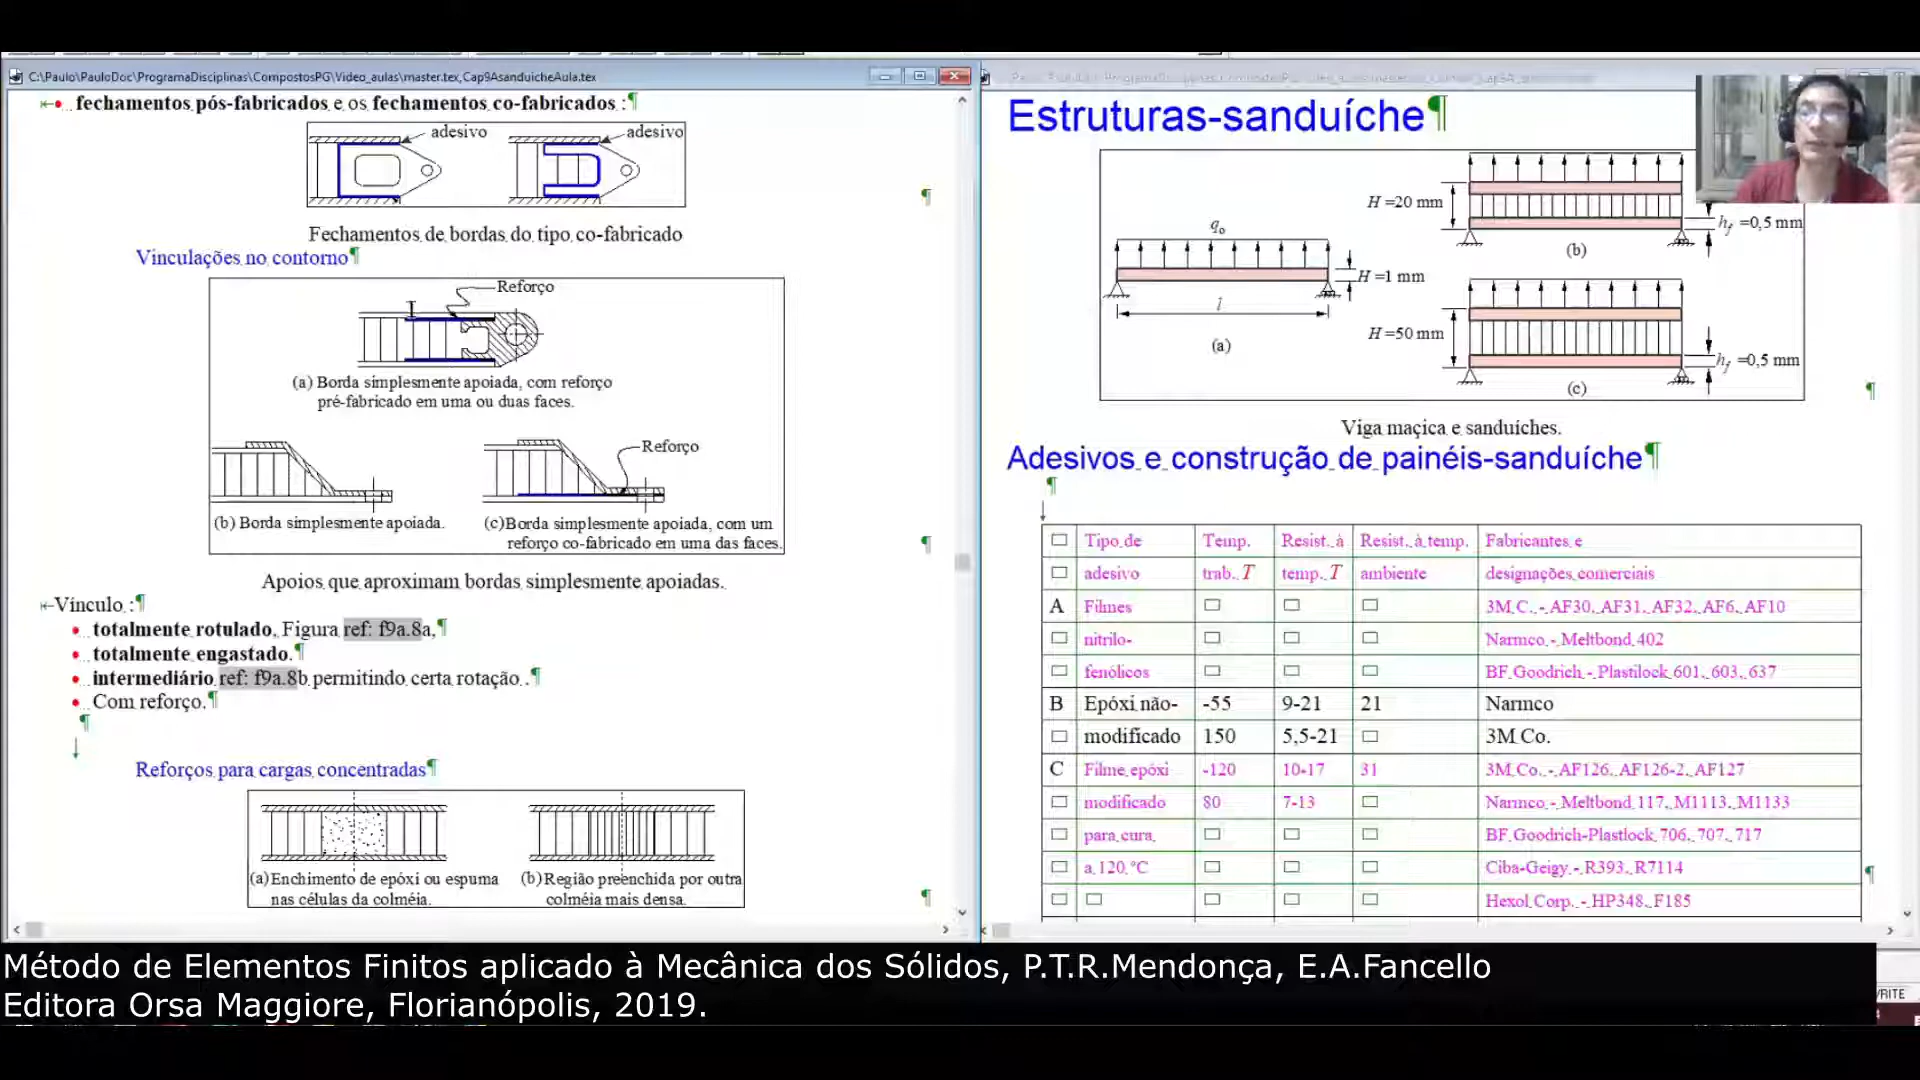 C:\Paulo\PauloDoc\ProgramaDisciplinas\CompostosPG\Video_aulas\master.tex,Cap9AsanduicheAula.tex
fechamentos pós-fabricados e os fechamentos co-fabricados :
adesivo
adesivo
Fechamentos de bordas do tipo co-fabricado
Vinculações no contorno
Reforço
(a) Borda simplesmente apoiada, com reforço
pré-fabricado em uma ou duas faces.
Reforço
(b) Borda simplesmente apoiada.
(c)Borda simplesmente apoiada, com um
reforço co-fabricado em uma das faces.
Apoios que aproximam bordas simplesmente apoiadas.
Vínculo :
totalmente rotulado, Figura ref: f9a.8a,
totalmente engastado.
intermediário ref: f9a.8b permitindo certa rotação .
Com reforço.
Reforços para cargas concentradas
(a)Enchimento de epóxi ou espuma
nas células da colméia.
(b)Região preenchida por outra
colméia mais densa.
Estruturas-sanduíche
q₀
H =1 mm
l
(a)
H =20 mm
h_f =0,5 mm
(b)
H =50 mm
h_f =0,5 mm
(c)
Viga maçica e sanduíches.
Adesivos e construção de painéis-sanduíche
Tipo de Temp. Resist. à Resist. à temp. Fabricantes e
adesivo trab. T temp. T ambiente designações comerciais
A Filmes 3M C. - AF30. AF31. AF32. AF6. AF10
nitrilo- Narmco - Meltbond 402
fenólicos BF Goodrich - Plastilock 601. 603. 637
B Epóxi não- -55 9-21 21 Narmco
modificado 150 5,5-21 3M Co.
C Filme epóxi -120 10-17 31 3M Co. - AF126. AF126-2. AF127
modificado 80 7-13 Narmco - Meltbond 117. M1113. M1133
para cura BF Goodrich-Plastlock 706. 707. 717
a 120 °C Ciba-Geigy - R393. R7114
Hexol Corp. - HP348. F185
Método de Elementos Finitos aplicado à Mecânica dos Sólidos, P.T.R.Mendonça, E.A.Fancello
Editora Orsa Maggiore, Florianópolis, 2019.